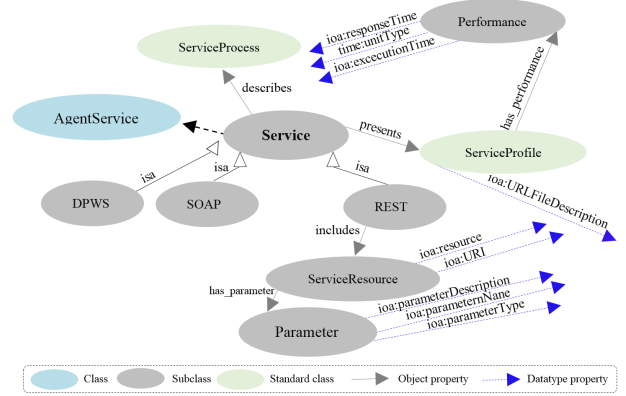 Performance
ioa:responseTime
time:unitType
ioa:excecutionTime
ServiceProcess
describes
has_performance
AgentService
Service
presents
ServiceProfile
isa
isa
isa
ioa:URLFileDescription
DPWS
SOAP
REST
includes
ioa:resource
ioa:URI
ServiceResource
has_parameter
ioa:parameterDescription
ioa:paramenterNnane
ioa:parameterType
Parameter
Class
Subclass
Standard class
Object property
Datatype property